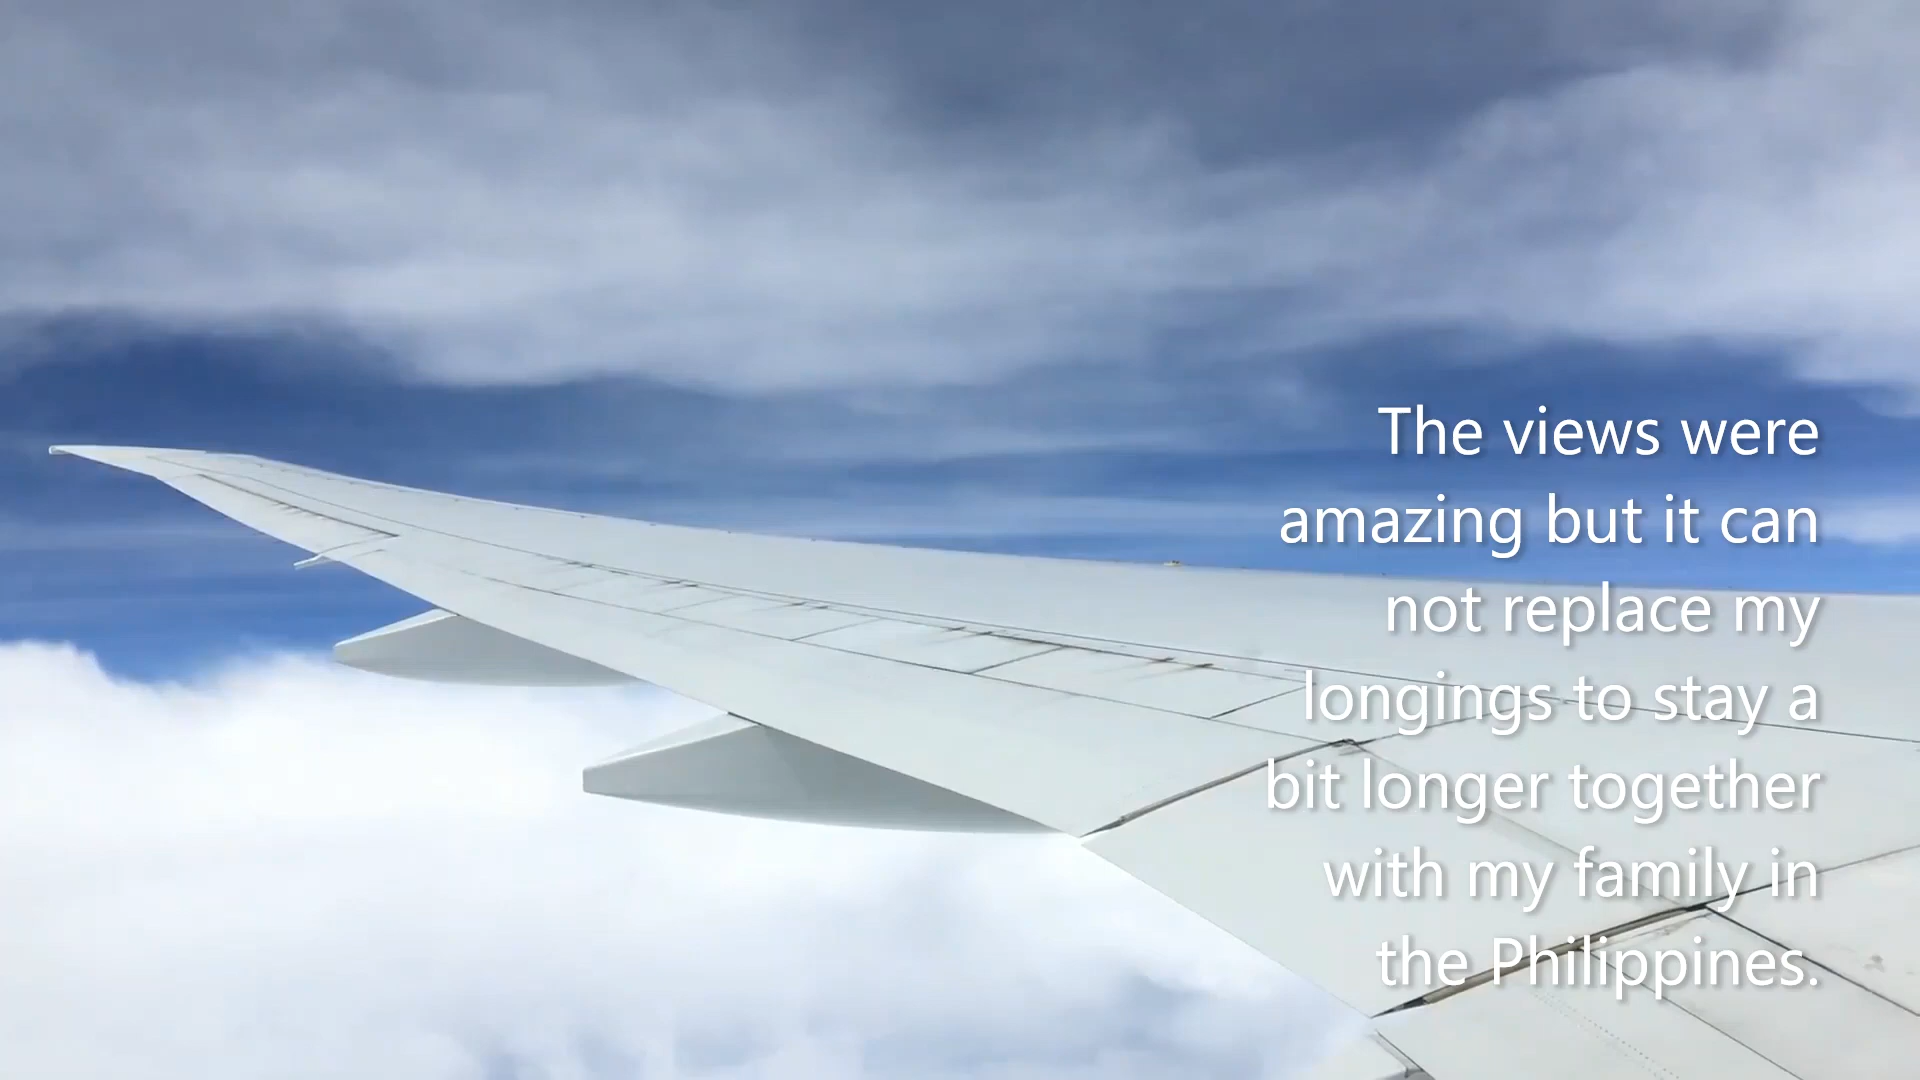 The views were
amazing but it can
not replace my
longings to stay a
bit longer together
with my family in
the Philippines.